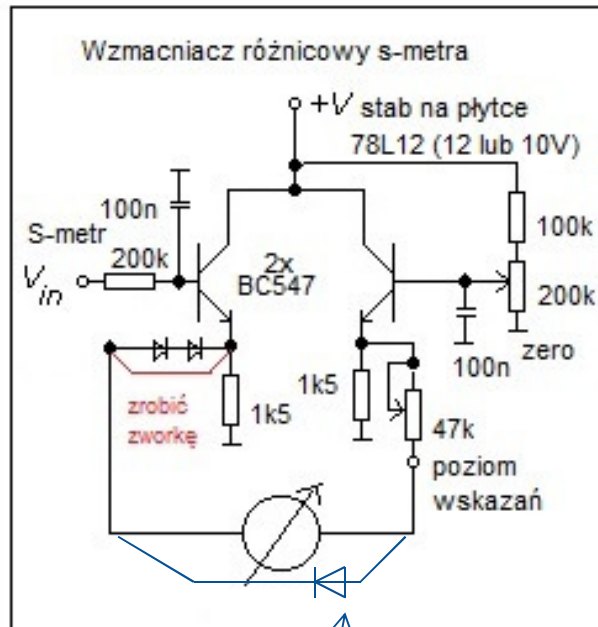 Wzmacniacz różnicowy s-metra
+V stab na płytce
78L12 (12 lub 10V)
100n
100k
S-metr
200k
2x
BC547
Vin
200k
zero
100n
1k5
1k5
zrobić
zworkę
47k
poziom
wskazań